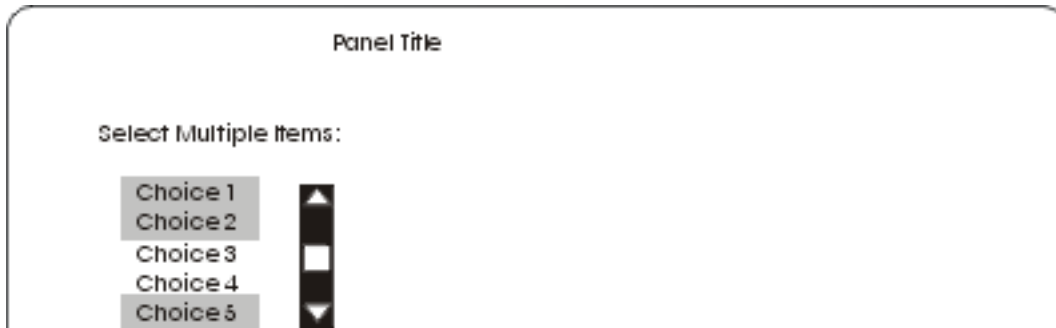 Panel Title
Select Multiple Items:
Choice 1
Choice 2
Choice 3
Choice 4
Choice 5